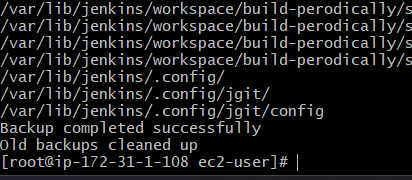 /var/lib/jenkins/workspace/build-perodically/s
/var/lib/jenkins/workspace/build-perodically/s
/var/lib/jenkins/workspace/build-perodically/s
/var/lib/jenkins/workspace/build-perodically/s
/var/lib/jenkins/.config/
/var/lib/jenkins/.config/jgit/
/var/lib/jenkins/.config/jgit/config
Backup completed successfully
Old backups cleaned up
[root@ip-172-31-1-108 ec2-user]#